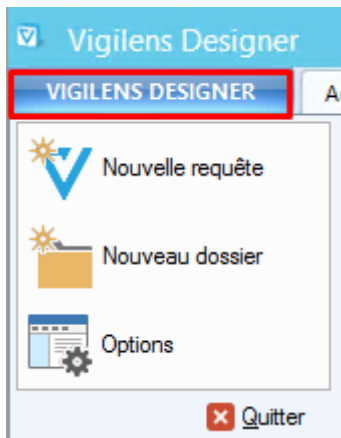 Vigilens Designer
VIGILENS DESIGNER
Nouvelle requête
Nouveau dossier
Options
Quitter